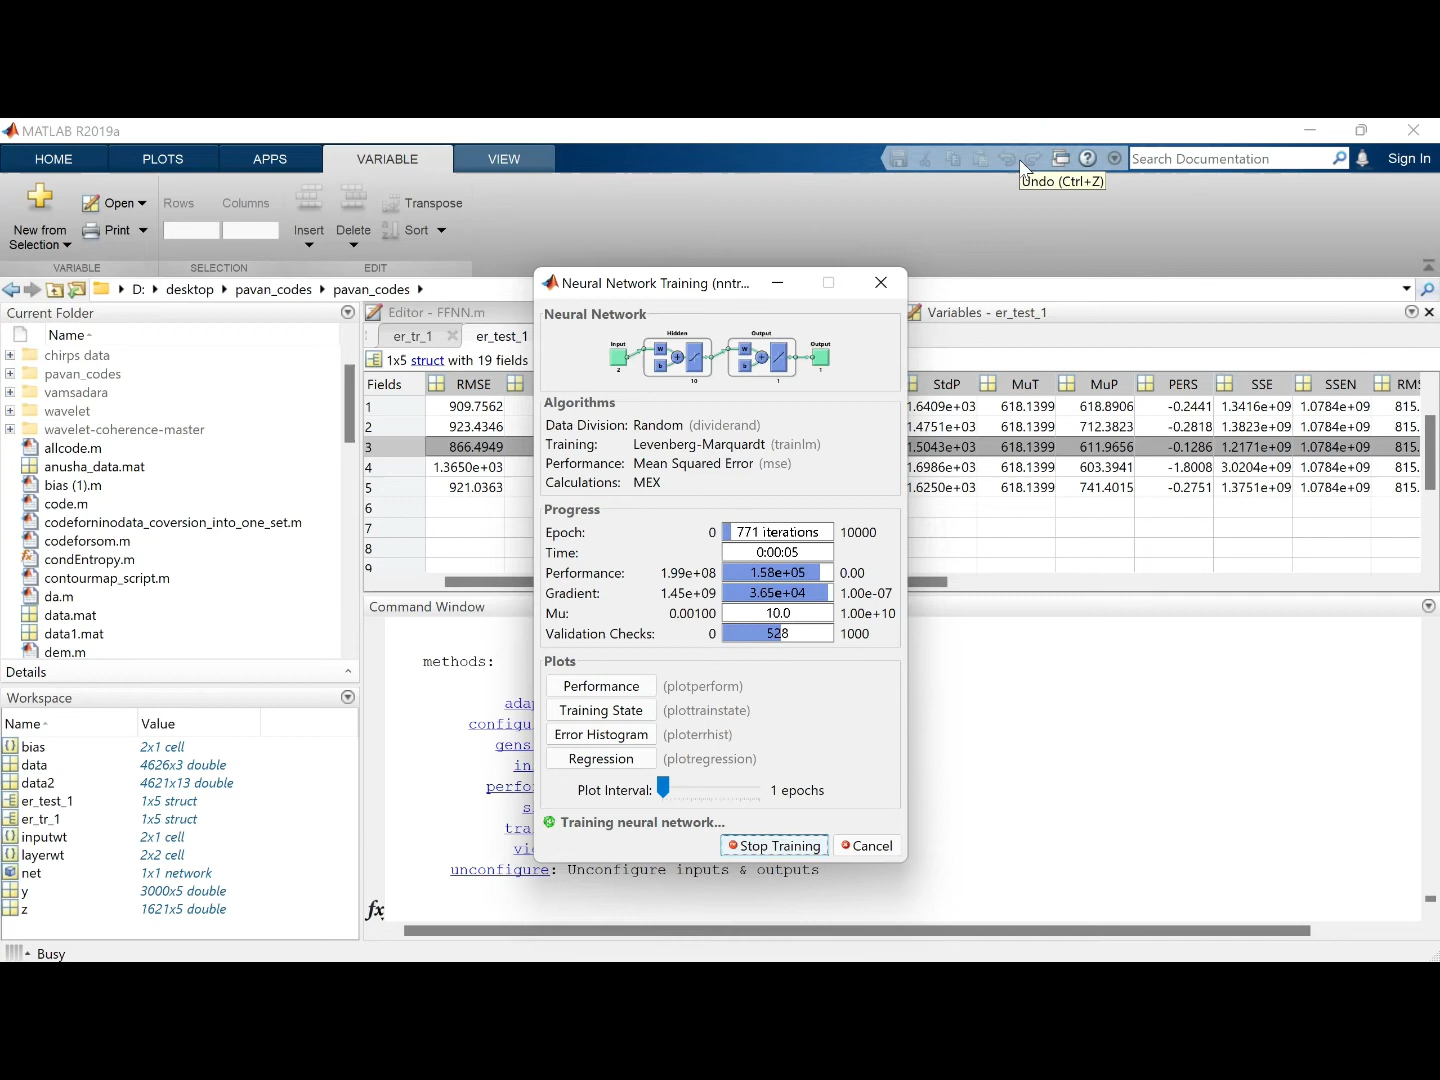 MATLAB R2019a
HOME PLOTS APPS VARIABLE VIEW Search Documentation Sign In
Undo (Ctrl+Z)
New from Selection
Open
Print
Rows Columns
Insert Delete
Transpose
Sort
VARIABLE SELECTION EDIT
D: desktop pavan_codes pavan_codes
Current Folder
Name
chirps data
pavan_codes
vamsadara
wavelet
wavelet-coherence-master
allcode.m
anusha_data.mat
bias (1).m
code.m
codeforninodata_coversion_into_one_set.m
codeforsom.m
condEntropy.m
contourmap_script.m
da.m
data.mat
data1.mat
dem.m
Details
Workspace
Name Value
bias 2x1 cell
data 4626x3 double
data2 4621x13 double
er_test_1 1x5 struct
er_tr_1 1x5 struct
inputwt 2x1 cell
layerwt 2x2 cell
net 1x1 network
y 3000x5 double
z 1621x5 double
Busy
Editor - FFNN.m
Variables - er_test_1
er_tr_1 er_test_1
1x5 struct with 19 fields
Fields RMSE StdP MuT MuP PERS SSE SSEN RMS
1 909.7562 1.6409e+03 618.1399 618.8906 -0.2441 1.3416e+09 1.0784e+09 815.
2 923.4346 1.4751e+03 618.1399 712.3823 -0.2818 1.3823e+09 1.0784e+09 815.
3 866.4949 1.5043e+03 618.1399 611.9656 -0.1286 1.2171e+09 1.0784e+09 815.
4 1.3650e+03 1.6986e+03 618.1399 603.3941 -1.8008 3.0204e+09 1.0784e+09 815.
5 921.0363 1.6250e+03 618.1399 741.4015 -0.2751 1.3751e+09 1.0784e+09 815.
6
7
8
9
Command Window
methods:
adap
configu
gens
in
perfo
s
tra
vi
unconfigure: Unconfigure inputs & outputs
fx
Neural Network Training (nntr...
Neural Network
Input Hidden Output Output
W b W b
2 10 1 1
Algorithms
Data Division: Random (dividerand)
Training: Levenberg-Marquardt (trainlm)
Performance: Mean Squared Error (mse)
Calculations: MEX
Progress
Epoch: 0 771 iterations 10000
Time: 0:00:05
Performance: 1.99e+08 1.58e+05 0.00
Gradient: 1.45e+09 3.65e+04 1.00e-07
Mu: 0.00100 10.0 1.00e+10
Validation Checks: 0 528 1000
Plots
Performance (plotperform)
Training State (plottrainstate)
Error Histogram (ploterrhist)
Regression (plotregression)
Plot Interval: 1 epochs
Training neural network...
Stop Training Cancel